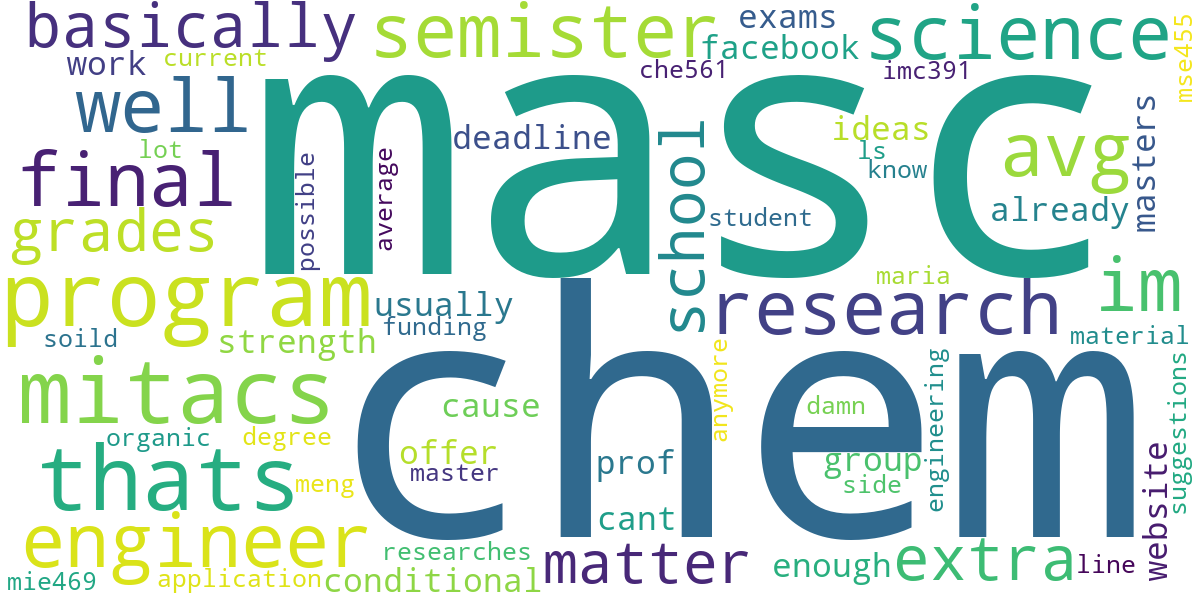 basically
semister
exams
science
mse455
work
current
facebook
che561
imc391
well
masc
deadline
ideas
avg
masters
lot
ls
know
final
possible
average
school
student
already
grades
program
usually
research
maria
im
funding
soild
strength
material
mitacs
chem
anymore
engineering
suggestions
cause
damn
organic
degree
offer
thats
master
prof
group
side
website
meng
engineer
cant
researches
matter
enough
extra
line
mie469
application
conditional